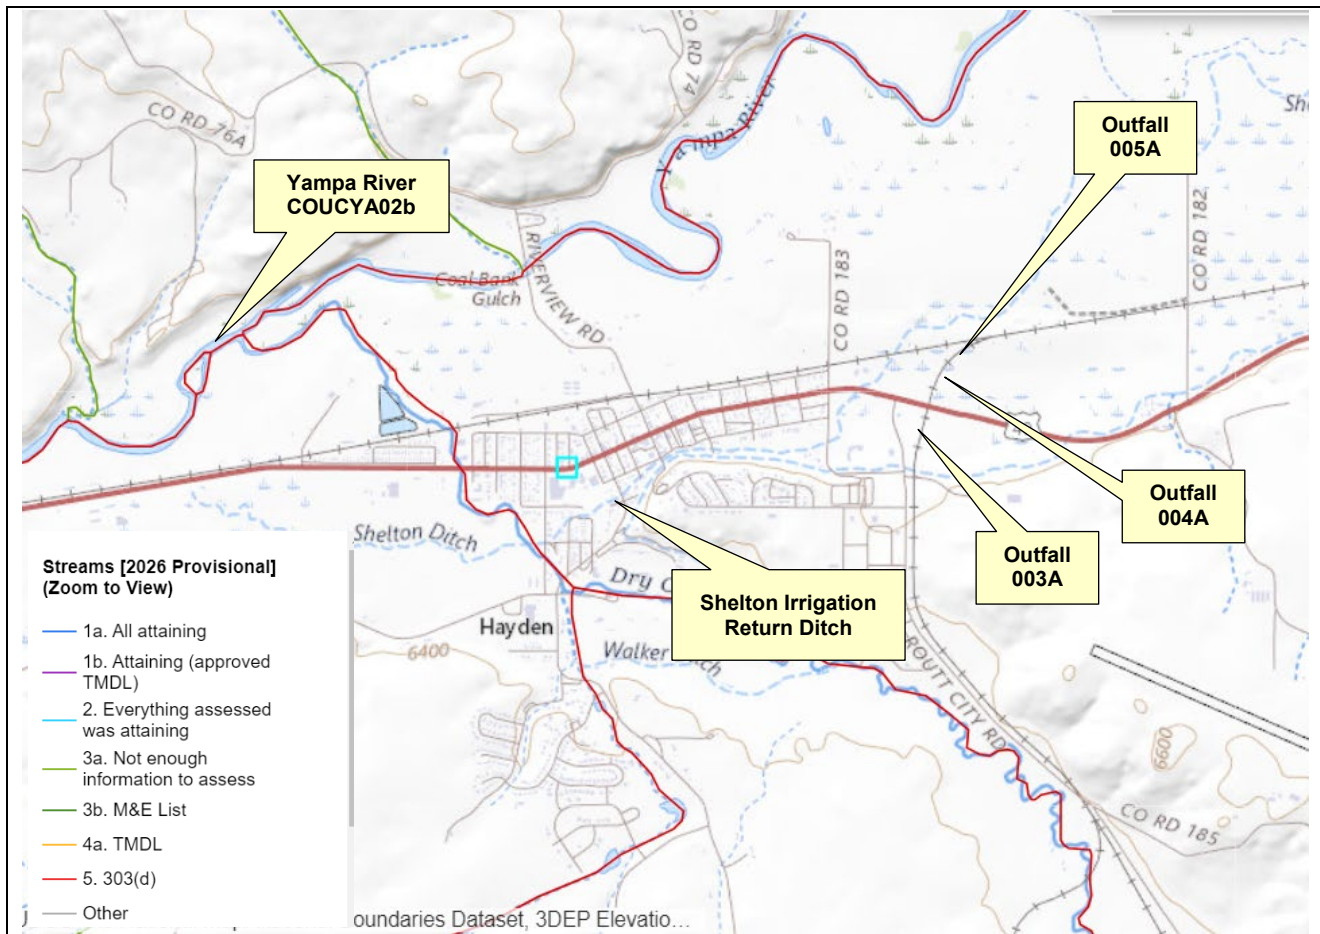 CO RD 74
CO RD 76A
Yampa River
Outfall
005A
Yampa River
COUCYA02b
CO RD 182
RIVERVIEW RD
Coal Bank
Gulch
CO RD 183
Outfall
004A
Outfall
003A
Shelton Ditch
Shelton Irrigation
Return Ditch
Hayden
6400
ROUTT CITY RD
6600
CO RD 185
Streams [2026 Provisional]
(Zoom to View)
1a. All attaining
1b. Attaining (approved
TMDL)
2. Everything assessed
was attaining
3a. Not enough
information to assess
3b. M&E List
4a. TMDL
5. 303(d)
Other
oundaries Dataset, 3DEP Elevatio...